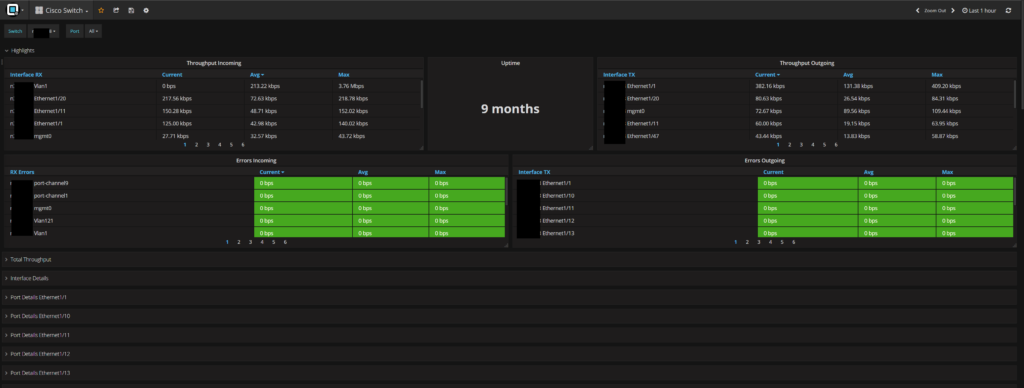 Cisco Switch
Zoom Out Last 1 hour
Switch Port All
Highlights
Throughput Incoming
Interface RX Current Avg Max
Vlan1 0 bps 213.22 kbps 3.76 Mbps
Ethernet1/20 217.56 kbps 72.63 kbps 218.78 kbps
Ethernet1/11 150.28 kbps 48.71 kbps 152.02 kbps
Ethernet1/1 125.00 kbps 42.98 kbps 140.02 kbps
mgmt0 27.71 kbps 32.57 kbps 43.72 kbps
1 2 3 4 5 6
Uptime
9 months
Throughput Outgoing
Interface TX Current Avg Max
Ethernet1/1 382.16 kbps 131.38 kbps 409.20 kbps
Ethernet1/20 80.63 kbps 26.54 kbps 84.31 kbps
mgmt0 72.67 kbps 89.56 kbps 109.44 kbps
Ethernet1/11 60.00 kbps 19.15 kbps 63.95 kbps
Ethernet1/47 43.44 kbps 13.83 kbps 58.87 kbps
1 2 3 4 5 6
Errors Incoming
RX Errors Current Avg Max
port-channel9 0 bps 0 bps 0 bps
port-channel1 0 bps 0 bps 0 bps
mgmt0 0 bps 0 bps 0 bps
Vlan121 0 bps 0 bps 0 bps
Vlan1 0 bps 0 bps 0 bps
1 2 3 4 5 6
Errors Outgoing
Interface TX Current Avg Max
Ethernet1/1 0 bps 0 bps 0 bps
Ethernet1/10 0 bps 0 bps 0 bps
Ethernet1/11 0 bps 0 bps 0 bps
Ethernet1/12 0 bps 0 bps 0 bps
Ethernet1/13 0 bps 0 bps 0 bps
1 2 3 4 5 6
Total Throughput
Interface Details
Port Details Ethernet1/1
Port Details Ethernet1/10
Port Details Ethernet1/11
Port Details Ethernet1/12
Port Details Ethernet1/13